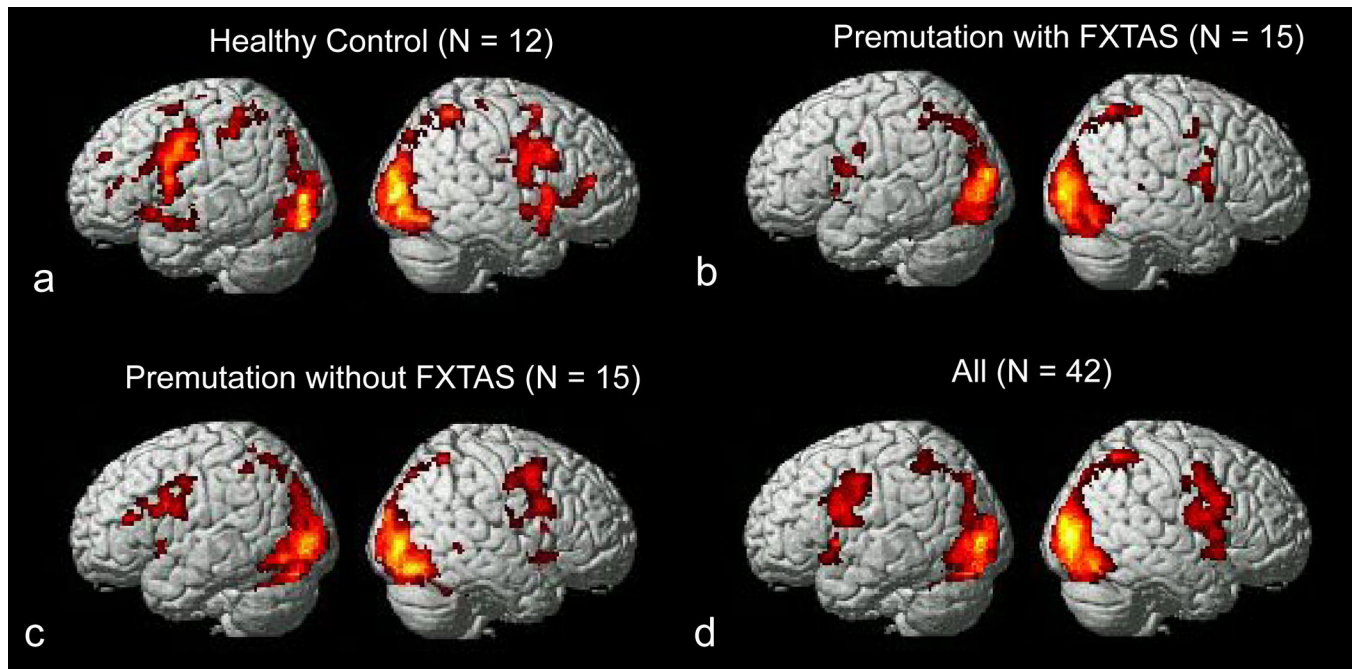 Healthy Control (N = 12)
Premutation with FXTAS (N = 15)
a
b
Premutation without FXTAS (N = 15)
All (N = 42)
c
d